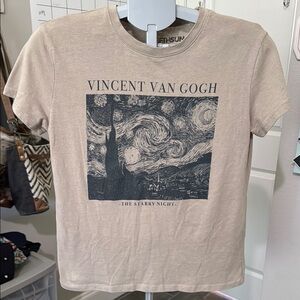 VINCENT VAN GOGH
-THE STARRY NIGHT-